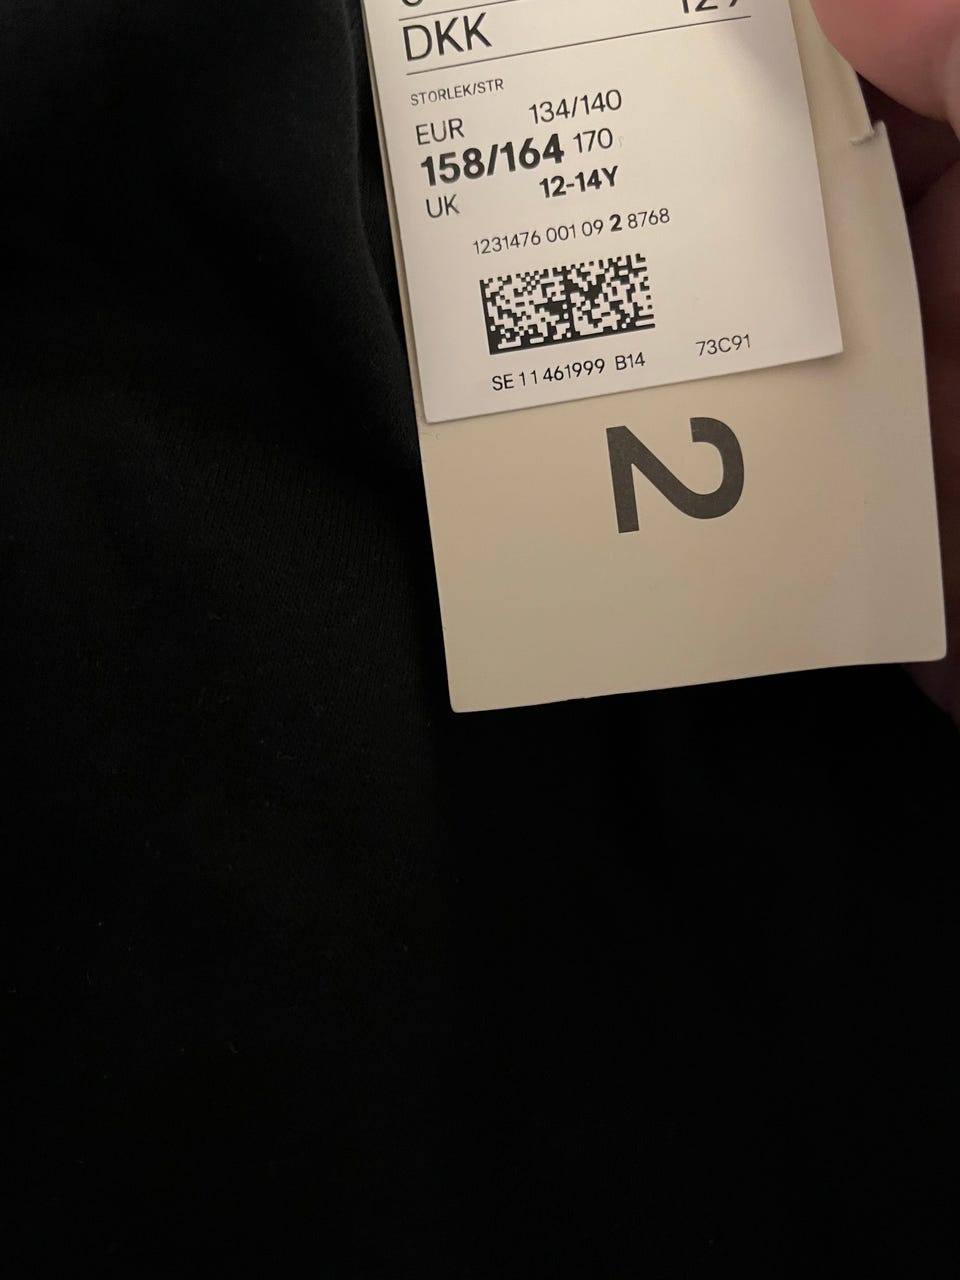 DKK
STORLEK/STR
EUR 134/140
158/164 170
UK 12-14Y
1231476 001 09 2 8768
SE 11 461999 B14 73C91
2